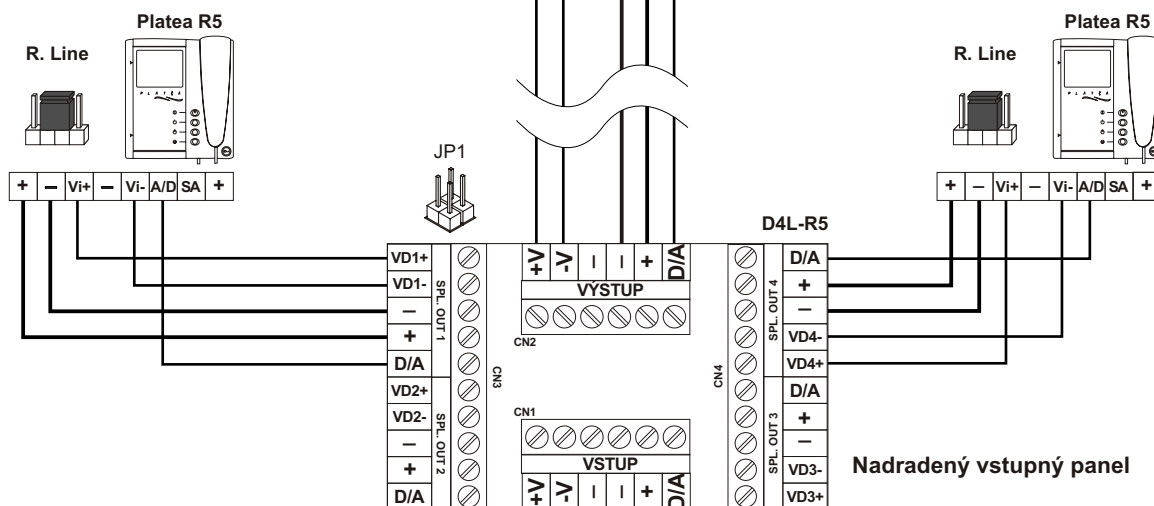 Platea R5
R. Line
PLATEA
+ – Vi+ – Vi- A/D SA +
JP1
Platea R5
R. Line
+ – Vi+ – Vi- A/D SA +
D4L-R5
VD1+
VD1-
–
+
D/A
SPL. OUT 1
VD2+
VD2-
–
+
D/A
SPL. OUT 2
CN3
+V -V – – + D/A
VÝSTUP
CN2
CN1
VSTUP
+V -V – – + D/A
CN4
SPL. OUT 4
D/A
+
–
VD4-
VD4+
SPL. OUT 3
D/A
+
–
VD3-
VD3+
Nadradený vstupný panel